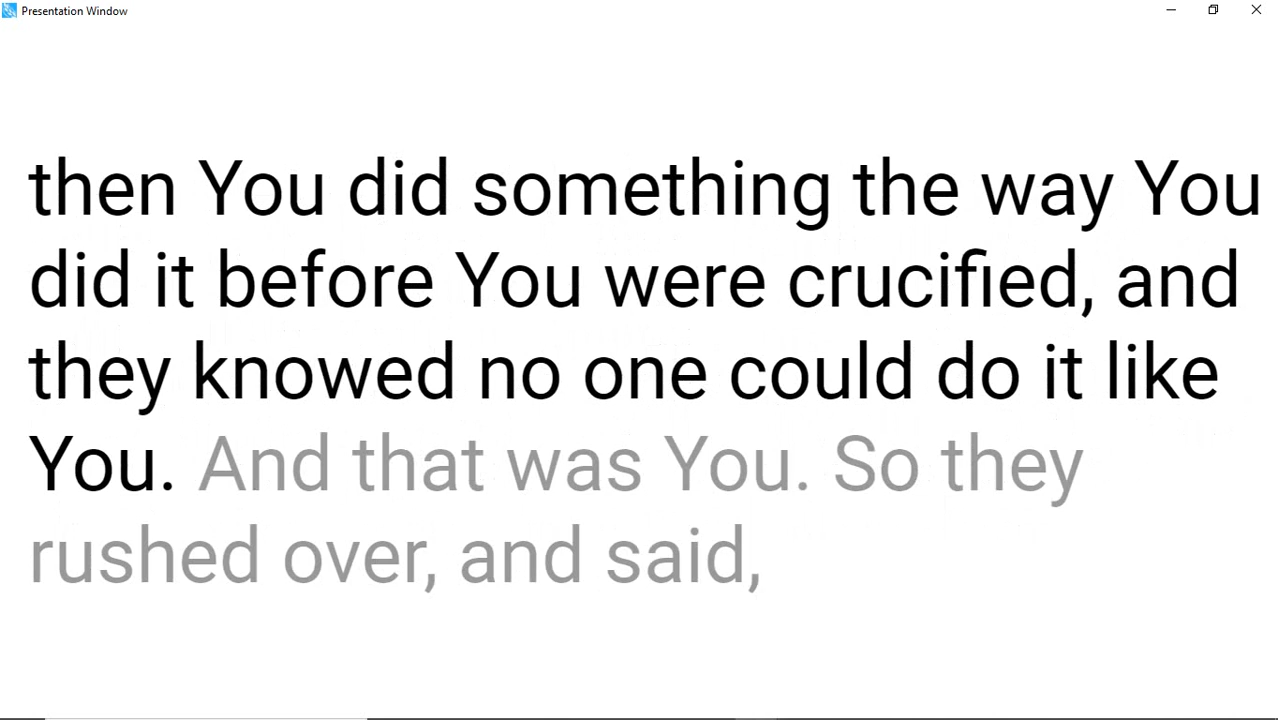 Presentation Window
then You did something the way You
did it before You were crucified, and
they knowed no one could do it like
You. And that was You. So they
rushed over, and said,